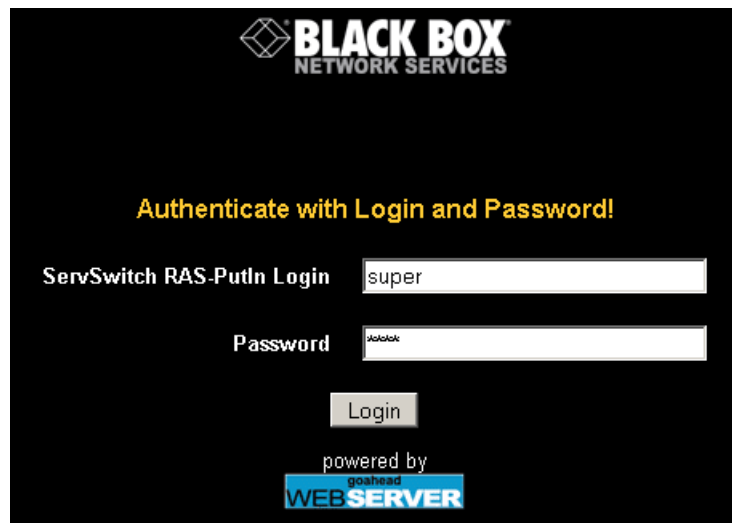 BLACK BOX®
NETWORK SERVICES
Authenticate with Login and Password!
ServSwitch RAS-PutIn Login super
Password *****
Login
powered by
goahead
WEBSERVER